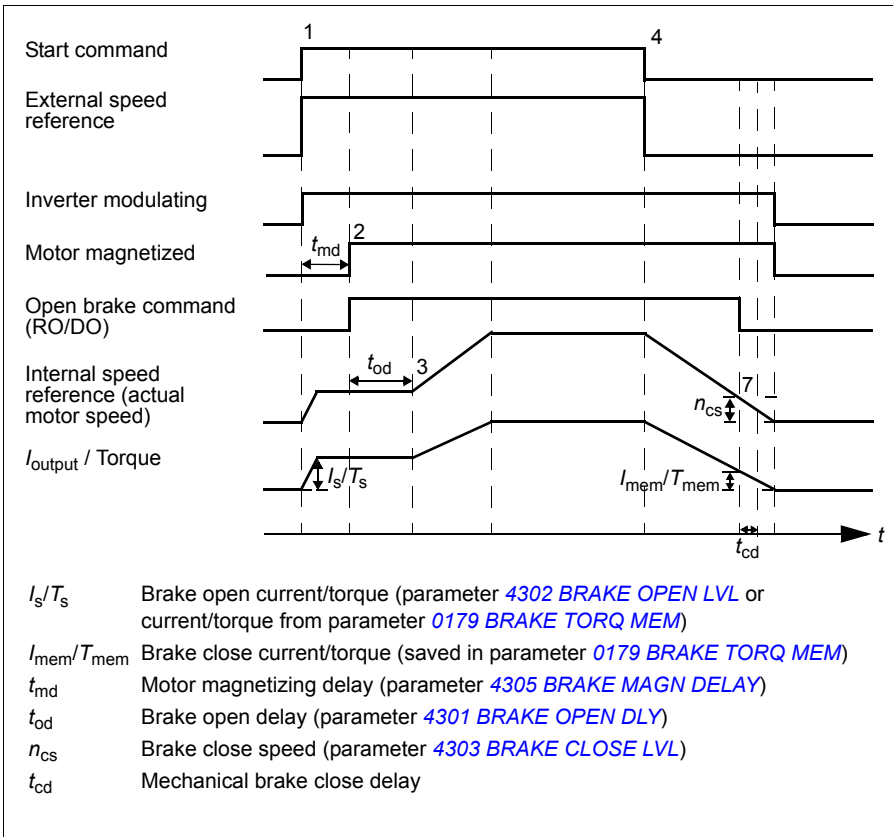 1
4
Start command
External speed
reference
Inverter modulating
Motor magnetized
tmd
2
Open brake command
(RO/DO)
Internal speed
reference (actual
motor speed)
tod
3
7
ncs
Ioutput / Torque
Is/Ts
Imem/Tmem
t
tcd
Is/Ts Brake open current/torque (parameter 4302 BRAKE OPEN LVL or
current/torque from parameter 0179 BRAKE TORQ MEM)
Imem/Tmem Brake close current/torque (saved in parameter 0179 BRAKE TORQ MEM)
tmd Motor magnetizing delay (parameter 4305 BRAKE MAGN DELAY)
tod Brake open delay (parameter 4301 BRAKE OPEN DLY)
ncs Brake close speed (parameter 4303 BRAKE CLOSE LVL)
tcd Mechanical brake close delay